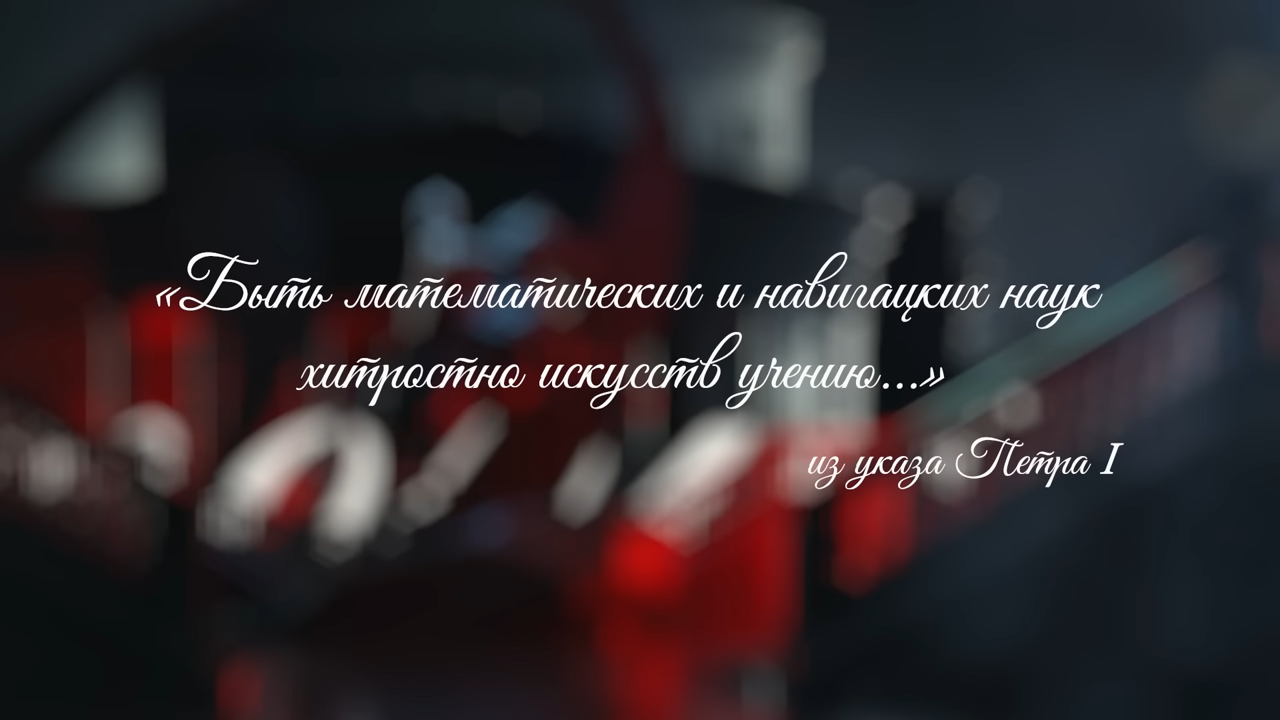 «Быть математических и навигацких наук
хитростно искусств учению...»
из указа Петра I